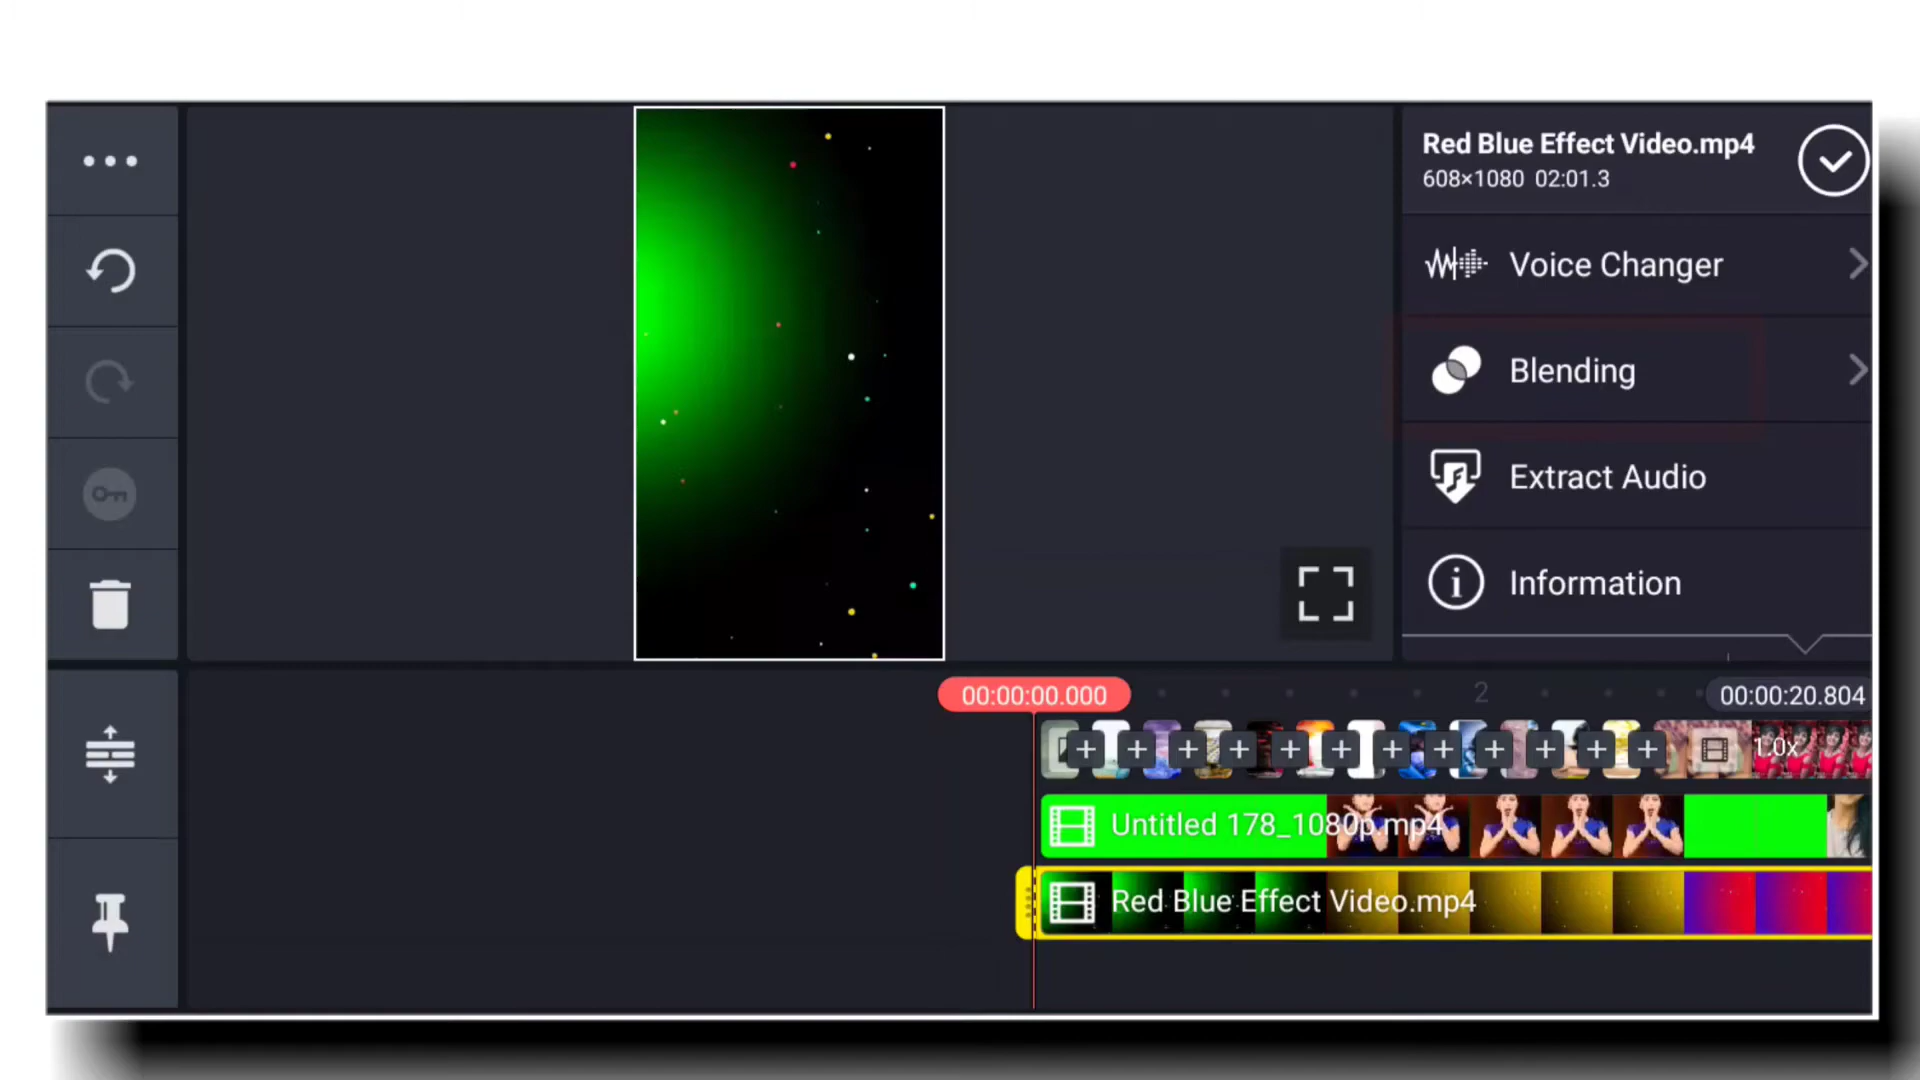 Red Blue Effect Video.mp4
608×1080 02:01.3
Voice Changer
Blending
Extract Audio
Information
00:00:00.000
2
00:00:20.804
1.0x
Untitled 178_1080p.mp4
Red Blue Effect Video.mp4